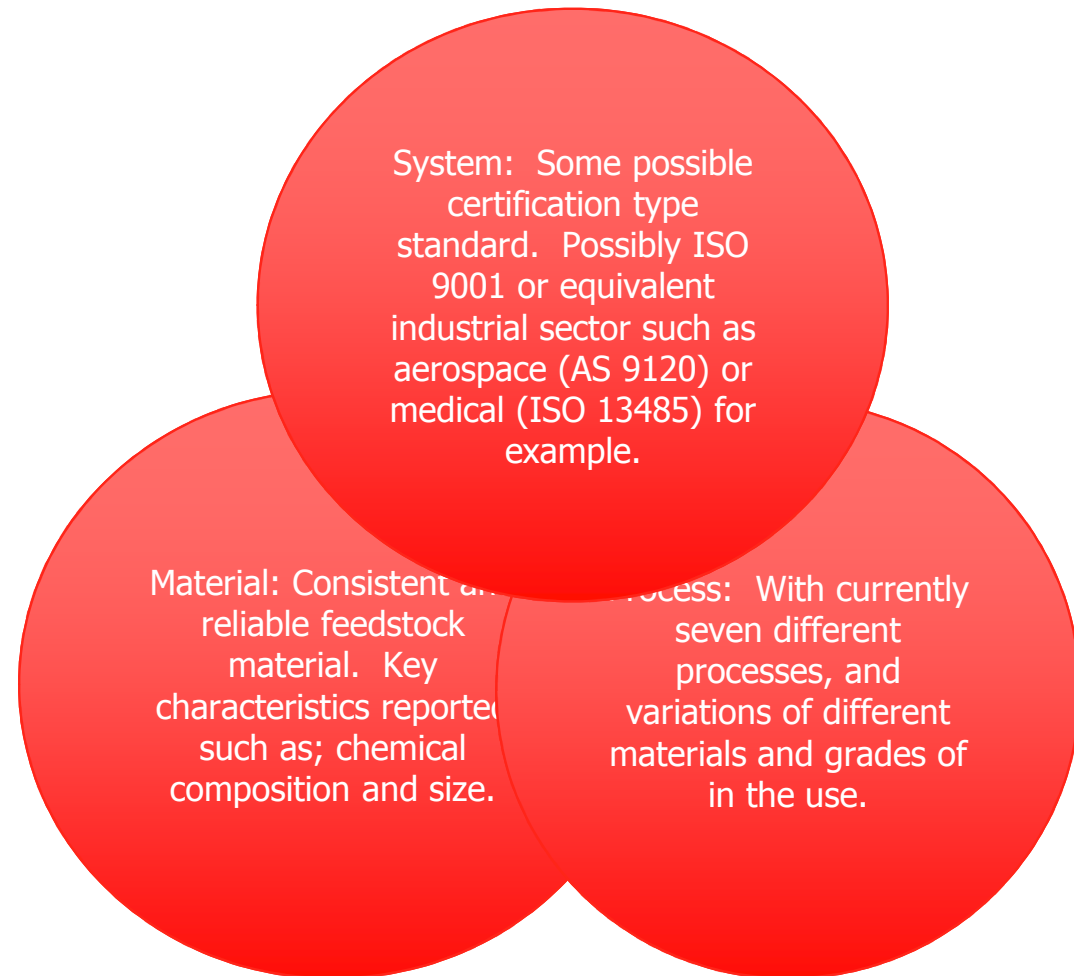 System:  Some possible
certification type
standard.  Possibly ISO
9001 or equivalent
industrial sector such as
aerospace (AS 9120) or
medical (ISO 13485) for
example.
Material: Consistent
reliable feedstock
material.  Key
characteristics reported
such as; chemical
composition and size.
Process:  With currently
seven different
processes, and
variations of different
materials and grades of
in the use.